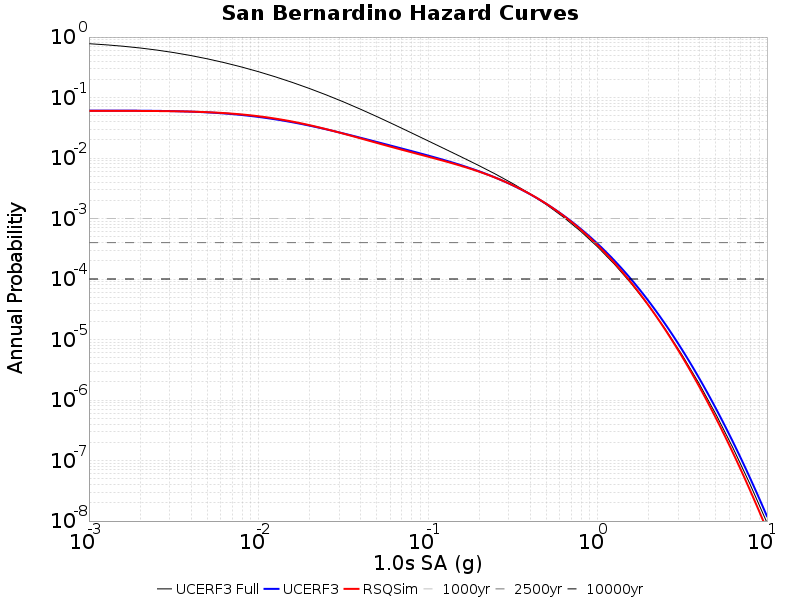 San Bernardino Hazard Curves
Annual Probabilitiy
10^0
10^-1
10^-2
10^-3
10^-4
10^-5
10^-6
10^-7
10^-8
10^-3 10^-2 10^-1 10^0 10^1
1.0s SA (g)
UCERF3 Full UCERF3 RSQSim 1000yr 2500yr 10000yr